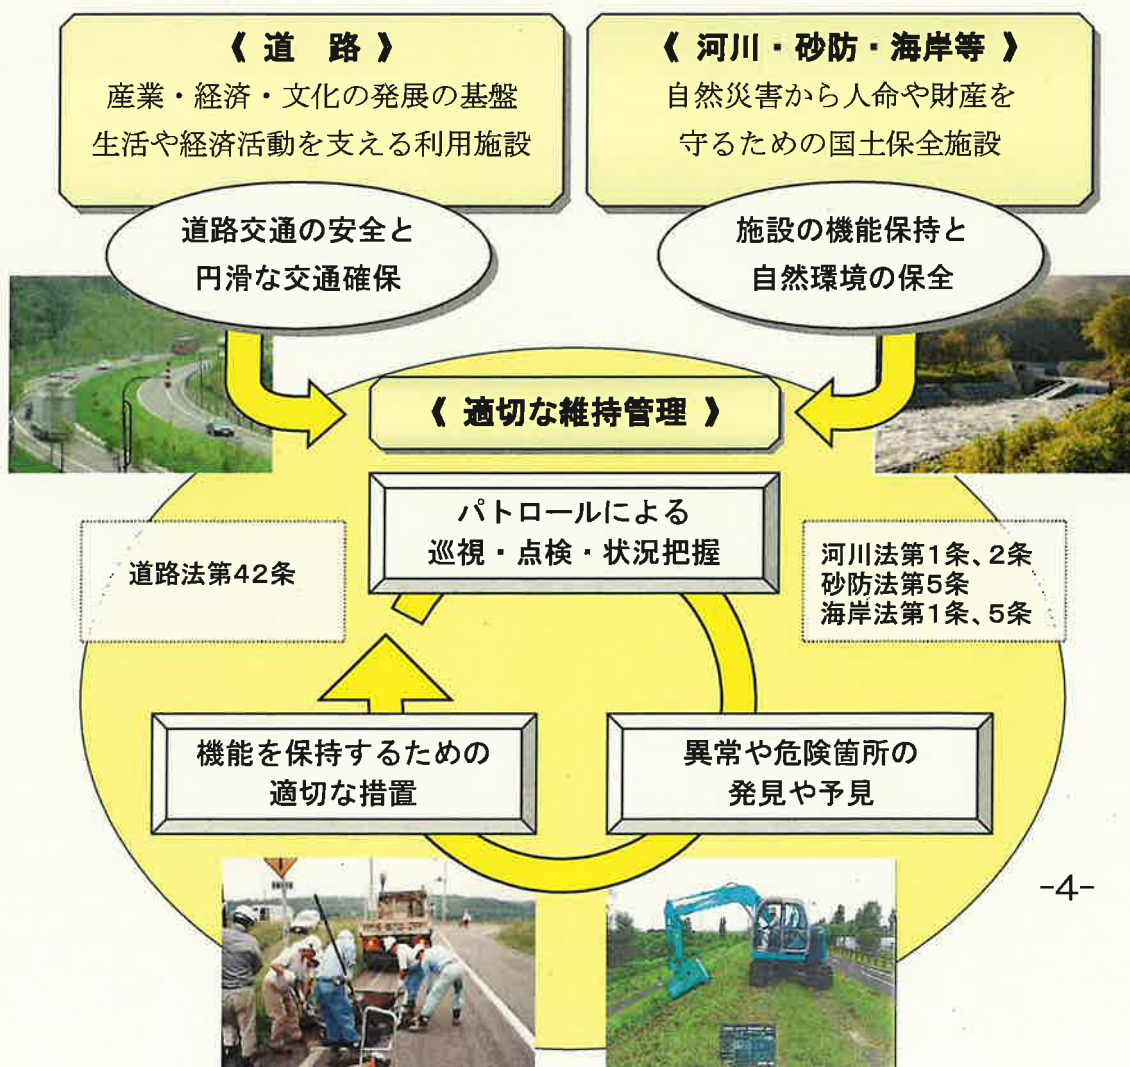 《 道 路 》
産業・経済・文化の発展の基盤
生活や経済活動を支える利用施設
道路交通の安全と
円滑な交通確保
《 河川・砂防・海岸等 》
自然災害から人命や財産を
守るための国土保全施設
施設の機能保持と
自然環境の保全
《 適切な維持管理 》
パトロールによる
巡視・点検・状況把握
道路法第42条
河川法第1条、2条
砂防法第5条
海岸法第1条、5条
機能を保持するための
適切な措置
異常や危険箇所の
発見や予見
-4-